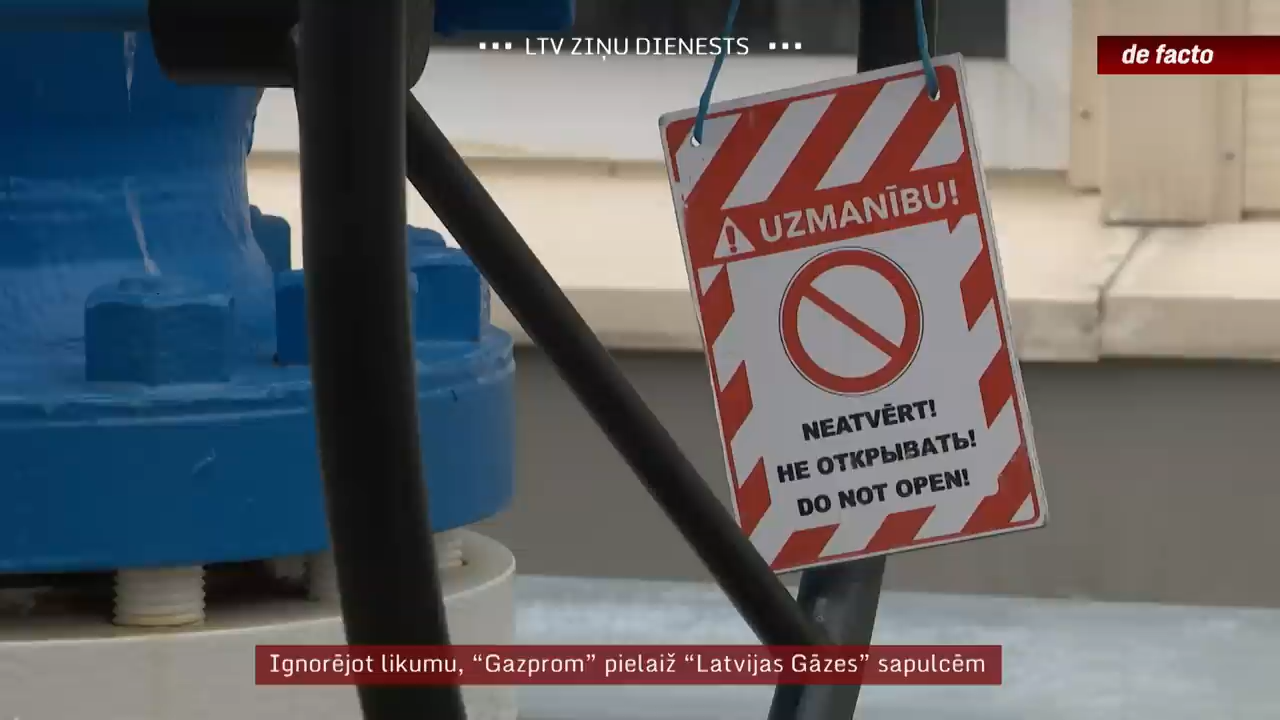 LTV ZIŅU DIENESTS
de facto
UZMANĪBU!
NEATVĒRT!
НЕ ОТКРЫВАТЬ!
DO NOT OPEN!
Ignorējot likumu, “Gazprom” pielaiž “Latvijas Gāzes” sapulcēm